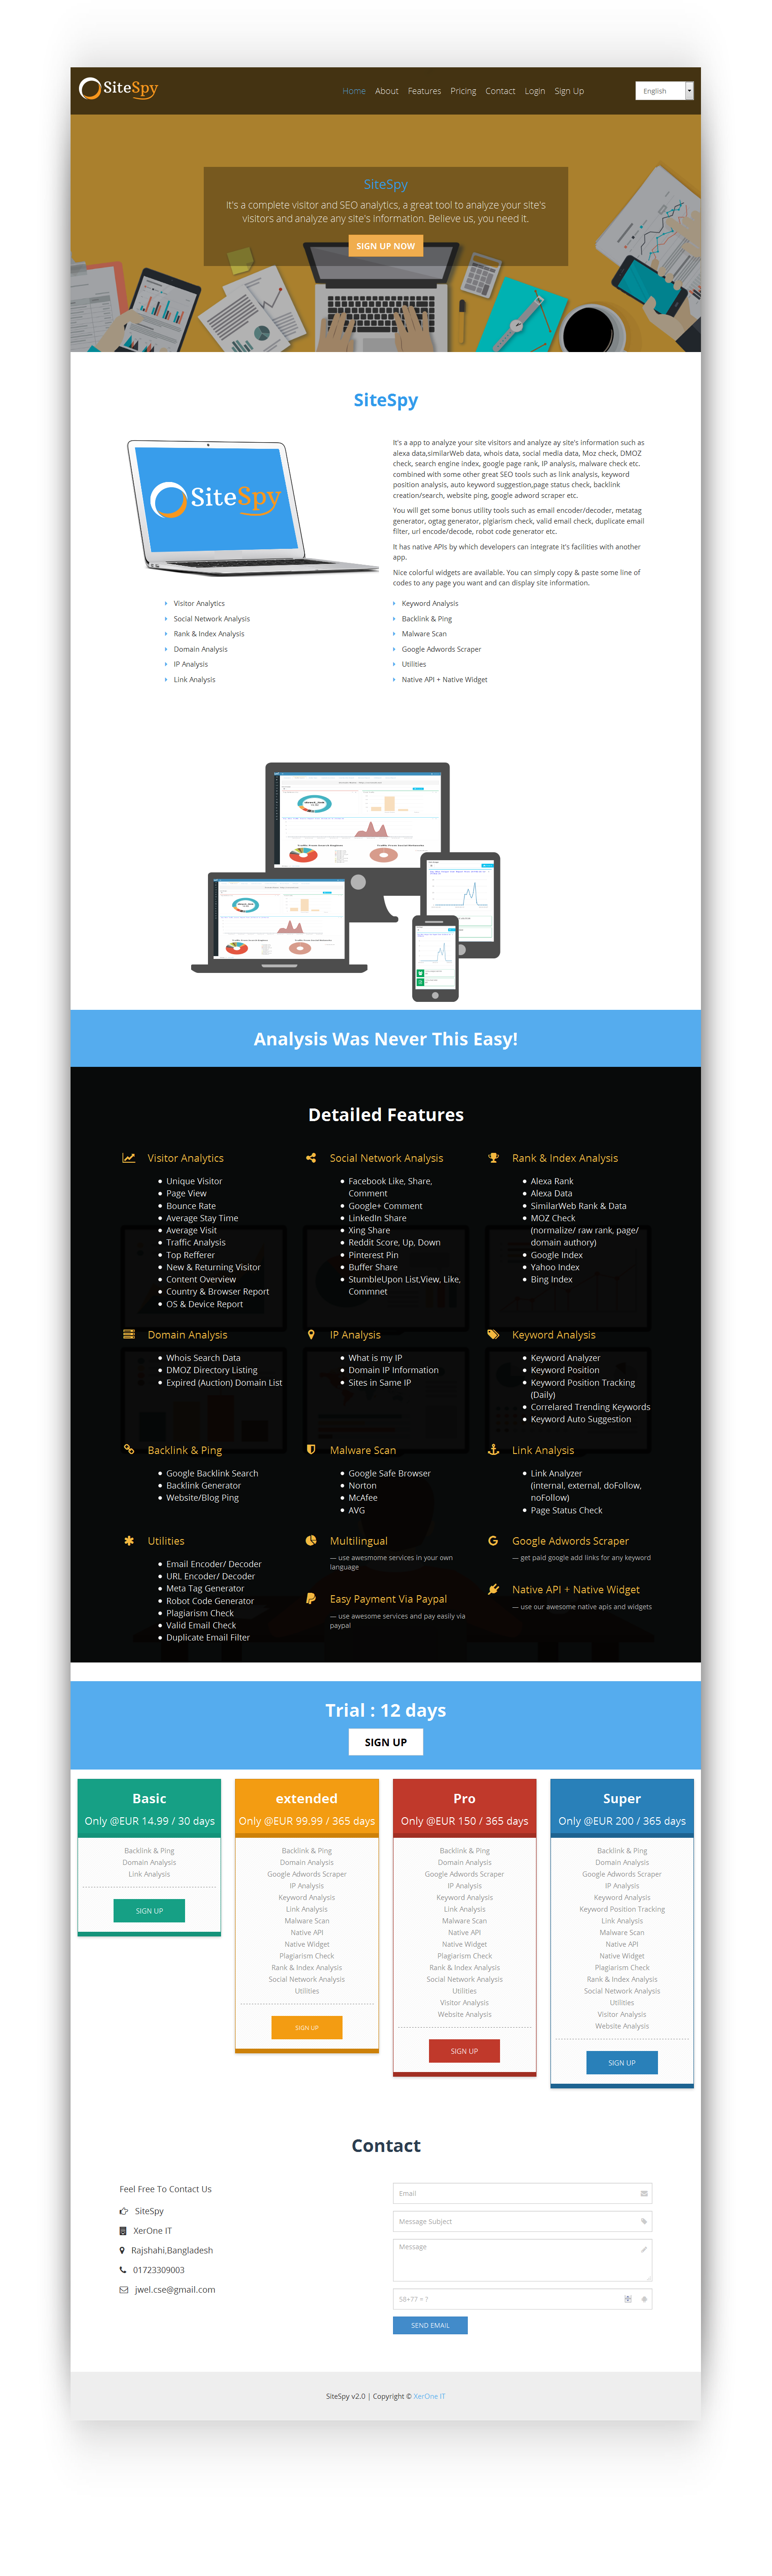 SiteSpy
Home About Features Pricing Contact Login Sign Up
English
SiteSpy
It's a complete visitor and SEO analytics, a great tool to analyze your site's
visitors and analyze any site's information. Believe us, you need it.
SIGN UP NOW
SiteSpy
SiteSpy
It's a app to analyze your site visitors and analyze ay site's information such as
alexa data,similarWeb data, whois data, social media data, Moz check, DMOZ
check, search engine index, google page rank, IP analysis, malware check etc.
combined with some other great SEO tools such as link analysis, keyword
position analysis, auto keyword suggestion,page status check, backlink
creation/search, website ping, google adword scraper etc.
You will get some bonus utility tools such as email encoder/decoder, metatag
generator, ogtag generator, plgiarism check, valid email check, duplicate email
filter, url encode/decode, robot code generator etc.
It has native APIs by which developers can integrate it's facilities with another
app.
Nice colorful widgets are available. You can simply copy & paste some line of
codes to any page you want and can display site information.
Visitor Analytics
Social Network Analysis
Rank & Index Analysis
Domain Analysis
IP Analysis
Link Analysis
Keyword Analysis
Backlink & Ping
Malware Scan
Google Adwords Scraper
Utilities
Native API + Native Widget
Analysis Was Never This Easy!
Detailed Features
Visitor Analytics
Unique Visitor
Page View
Bounce Rate
Average Stay Time
Average Visit
Traffic Analysis
Top Refferer
New & Returning Visitor
Content Overview
Country & Browser Report
OS & Device Report
Social Network Analysis
Facebook Like, Share,
Comment
Google+ Comment
LinkedIn Share
Xing Share
Reddit Score, Up, Down
Pinterest Pin
Buffer Share
StumbleUpon List,View, Like,
Commnet
Rank & Index Analysis
Alexa Rank
Alexa Data
SimilarWeb Rank & Data
MOZ Check
(normalize/ raw rank, page/
domain authory)
Google Index
Yahoo Index
Bing Index
Domain Analysis
Whois Search Data
DMOZ Directory Listing
Expired (Auction) Domain List
IP Analysis
What is my IP
Domain IP Information
Sites in Same IP
Keyword Analysis
Keyword Analyzer
Keyword Position
Keyword Position Tracking
(Daily)
Correlared Trending Keywords
Keyword Auto Suggestion
Backlink & Ping
Google Backlink Search
Backlink Generator
Website/Blog Ping
Malware Scan
Google Safe Browser
Norton
McAfee
AVG
Link Analysis
Link Analyzer
(internal, external, doFollow,
noFollow)
Page Status Check
Utilities
Email Encoder/ Decoder
URL Encoder/ Decoder
Meta Tag Generator
Robot Code Generator
Plagiarism Check
Valid Email Check
Duplicate Email Filter
Multilingual
— use awesmome services in your own
language
Easy Payment Via Paypal
— use awesome services and pay easily via
paypal
Google Adwords Scraper
— get paid google add links for any keyword
Native API + Native Widget
— use our awesome native apis and widgets
Trial : 12 days
SIGN UP
Basic
Only @EUR 14.99 / 30 days
Backlink & Ping
Domain Analysis
Link Analysis
SIGN UP
extended
Only @EUR 99.99 / 365 days
Backlink & Ping
Domain Analysis
Google Adwords Scraper
IP Analysis
Keyword Analysis
Link Analysis
Malware Scan
Native API
Native Widget
Plagiarism Check
Rank & Index Analysis
Social Network Analysis
Utilities
SIGN UP
Pro
Only @EUR 150 / 365 days
Backlink & Ping
Domain Analysis
Google Adwords Scraper
IP Analysis
Keyword Analysis
Link Analysis
Malware Scan
Native API
Native Widget
Plagiarism Check
Rank & Index Analysis
Social Network Analysis
Utilities
Visitor Analysis
Website Analysis
SIGN UP
Super
Only @EUR 200 / 365 days
Backlink & Ping
Domain Analysis
Google Adwords Scraper
IP Analysis
Keyword Analysis
Keyword Position Tracking
Link Analysis
Malware Scan
Native API
Native Widget
Plagiarism Check
Rank & Index Analysis
Social Network Analysis
Utilities
Visitor Analysis
Website Analysis
SIGN UP
Contact
Feel Free To Contact Us
SiteSpy
XerOne IT
Rajshahi,Bangladesh
01723309003
jwel.cse@gmail.com
Email
Message Subject
Message
58+77 = ?
SEND EMAIL
SiteSpy v2.0 | Copyright © XerOne IT